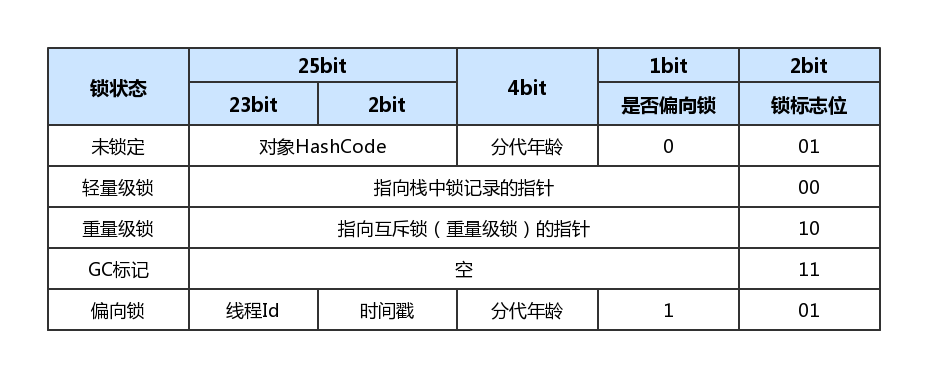 锁状态 25bit 4bit 1bit 2bit
23bit 2bit 是否偏向锁 锁标志位
未锁定 对象HashCode 分代年龄 0 01
轻量级锁 指向栈中锁记录的指针 00
重量级锁 指向互斥锁（重量级锁）的指针 10
GC标记 空 11
偏向锁 线程Id 时间戳 分代年龄 1 01